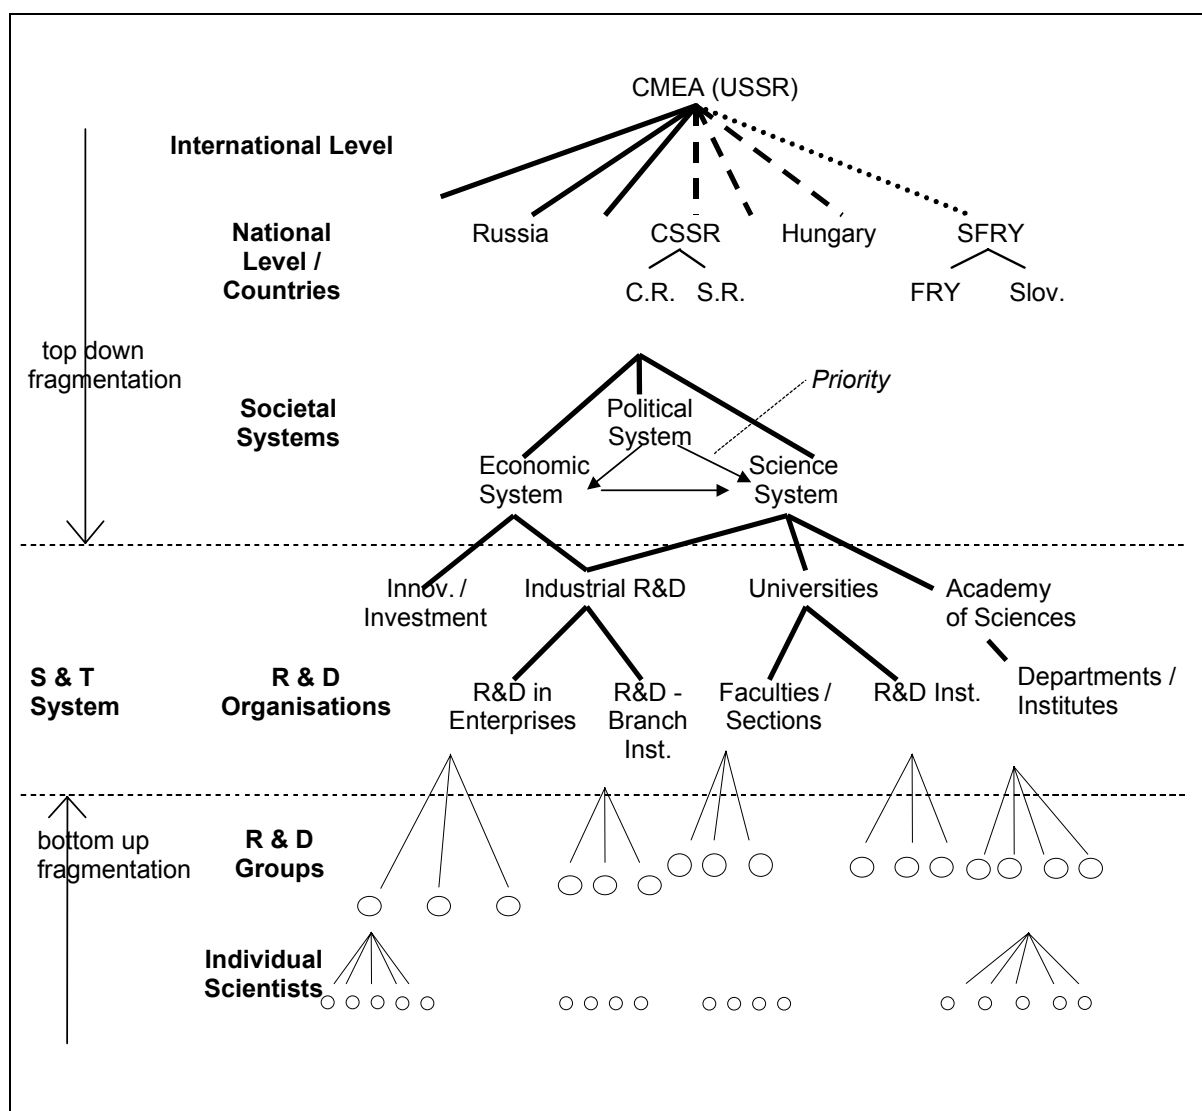 CMEA (USSR)
International Level
National
Level /
Countries
Russia
CSSR
Hungary
SFRY
C.R.
S.R.
FRY
Slov.
top down
fragmentation
Societal
Systems
Political
System
Priority
Economic
System
Science
System
Innov. /
Investment
Industrial R&D
Universities
Academy
of Sciences
S & T
System
R & D
Organisations
R&D in
Enterprises
R&D -
Branch
Inst.
Faculties /
Sections
R&D Inst.
Departments /
Institutes
bottom up
fragmentation
R & D
Groups
Individual
Scientists